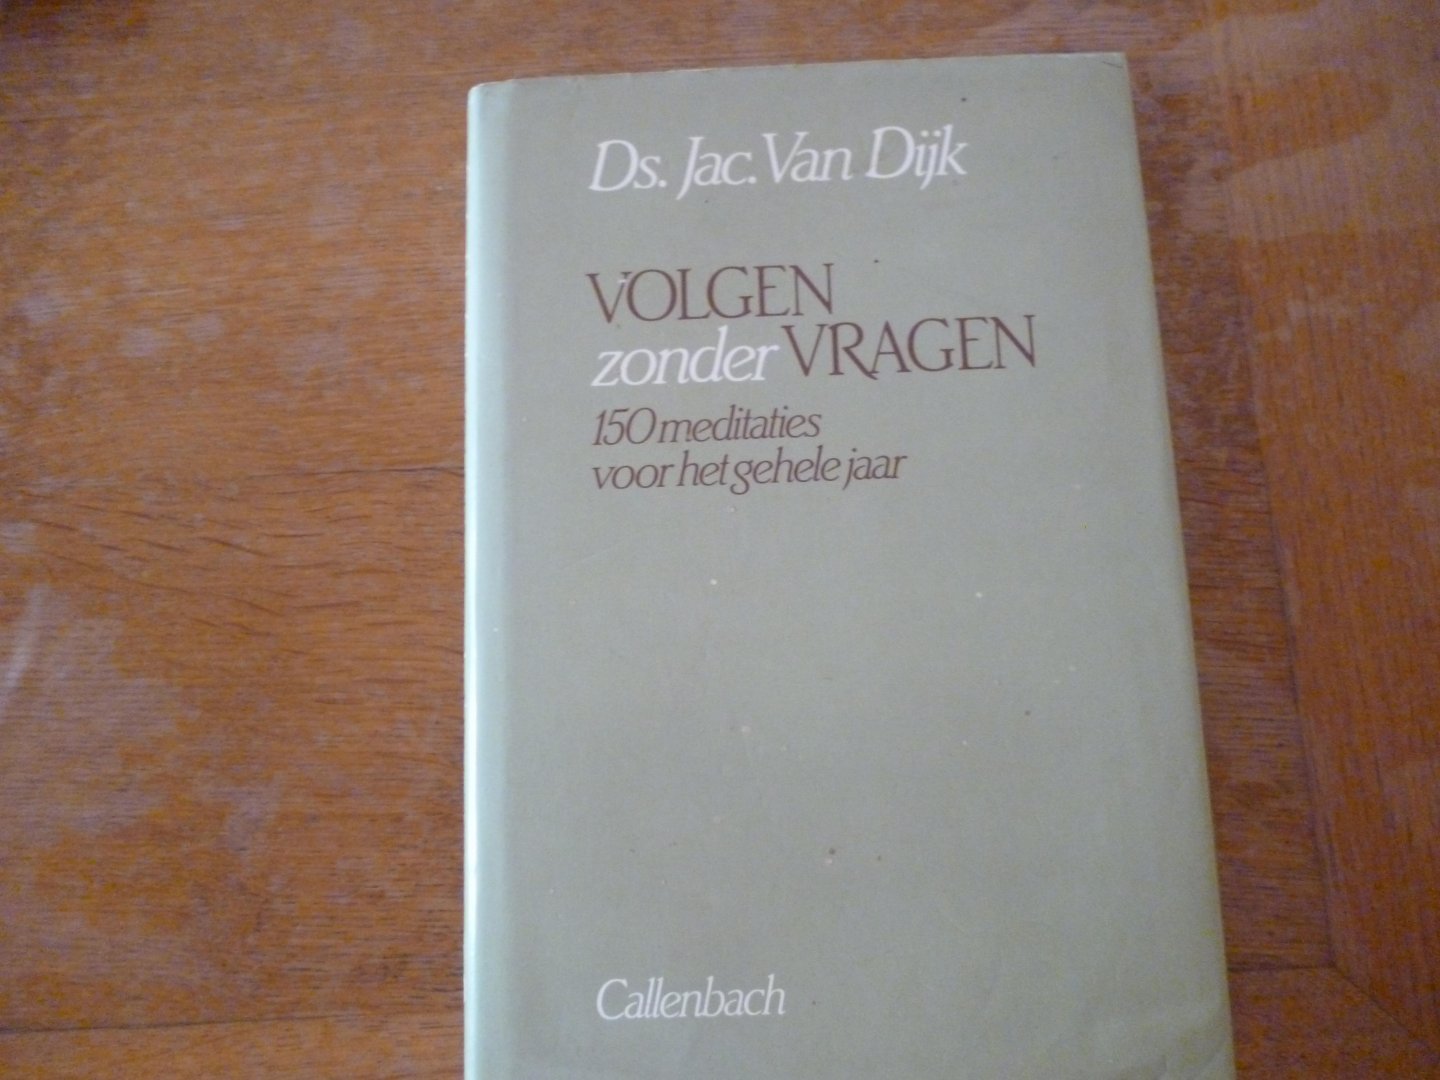 Ds. Jac. Van Dijk
VOLGEN
zonder VRAGEN
150 meditaties
voor het gehele jaar
Callenbach